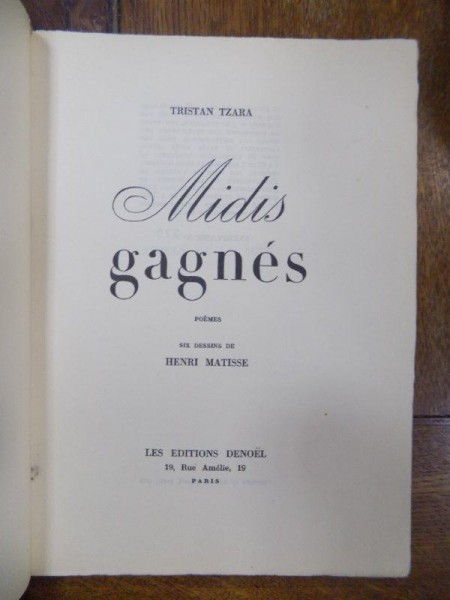 TRISTAN TZARA
Midis
gagnés
POÈMES
SIX DESSINS DE
HENRI MATISSE
LES EDITIONS DENOËL
19, Rue Amélie, 19
PARIS